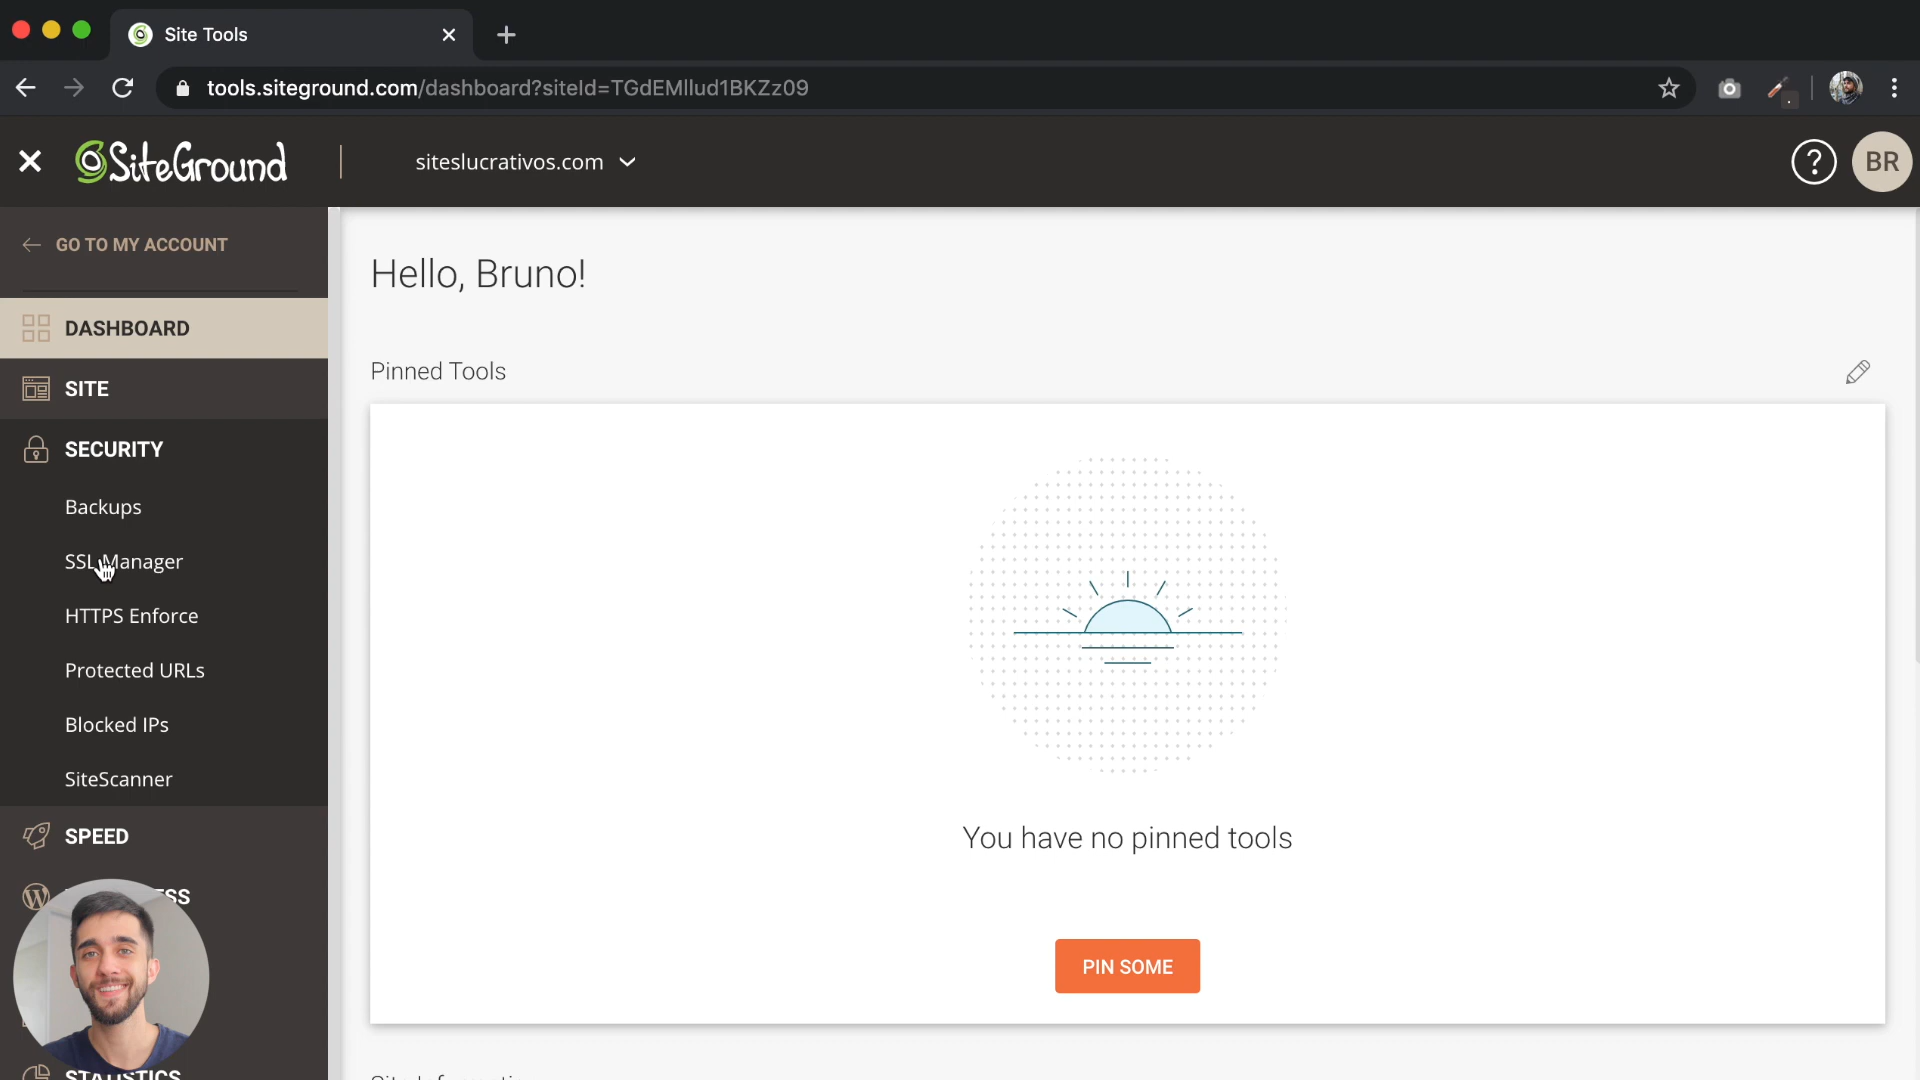 Site Tools
tools.siteground.com/dashboard?siteId=TGdEMllud1BKZz09
SiteGround
siteslucrativos.com
?
BR
GO TO MY ACCOUNT
DASHBOARD
SITE
SECURITY
Backups
SSL Manager
HTTPS Enforce
Protected URLs
Blocked IPs
SiteScanner
SPEED
STATISTICS
Hello, Bruno!
Pinned Tools
You have no pinned tools
PIN SOME